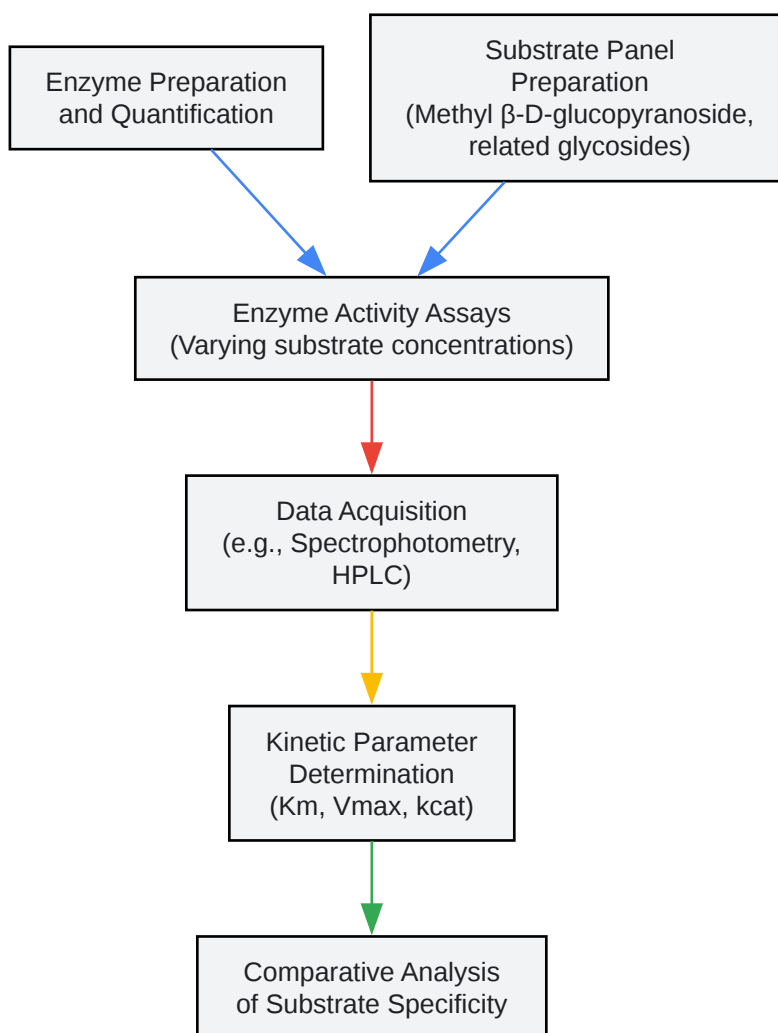 Enzyme Preparation
and Quantification
Substrate Panel
Preparation
(Methyl β-D-glucopyranoside,
related glycosides)
Enzyme Activity Assays
(Varying substrate concentrations)
Data Acquisition
(e.g., Spectrophotometry,
HPLC)
Kinetic Parameter
Determination
(Km, Vmax, kcat)
Comparative Analysis
of Substrate Specificity